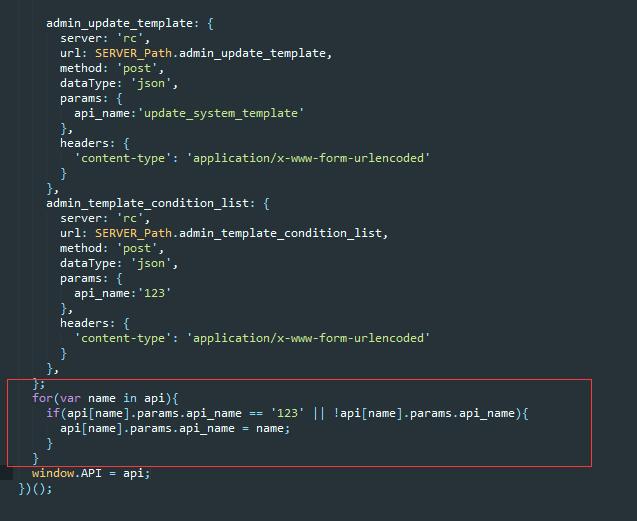 admin_update_template: {
server: 'rc',
url: SERVER_Path.admin_update_template,
method: 'post',
dataType: 'json',
params: {
api_name:'update_system_template'
},
headers: {
'content-type': 'application/x-www-form-urlencoded'
}
},
admin_template_condition_list: {
server: 'rc',
url: SERVER_Path.admin_template_condition_list,
method: 'post',
dataType: 'json',
params: {
api_name:'123'
},
headers: {
'content-type': 'application/x-www-form-urlencoded'
}
},
};
for(var name in api){
if(api[name].params.api_name == '123' || !api[name].params.api_name){
api[name].params.api_name = name;
}
}
window.API = api;
})();